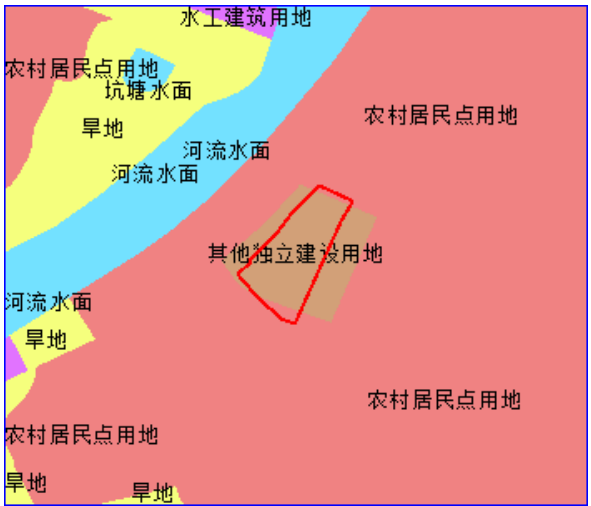 水工建筑用地
农村居民点用地
坑塘水面
农村居民点用地
旱地
河流水面
河流水面
其他独立建设用地
河流水面
旱地
农村居民点用地
农村居民点用地
旱地
旱地